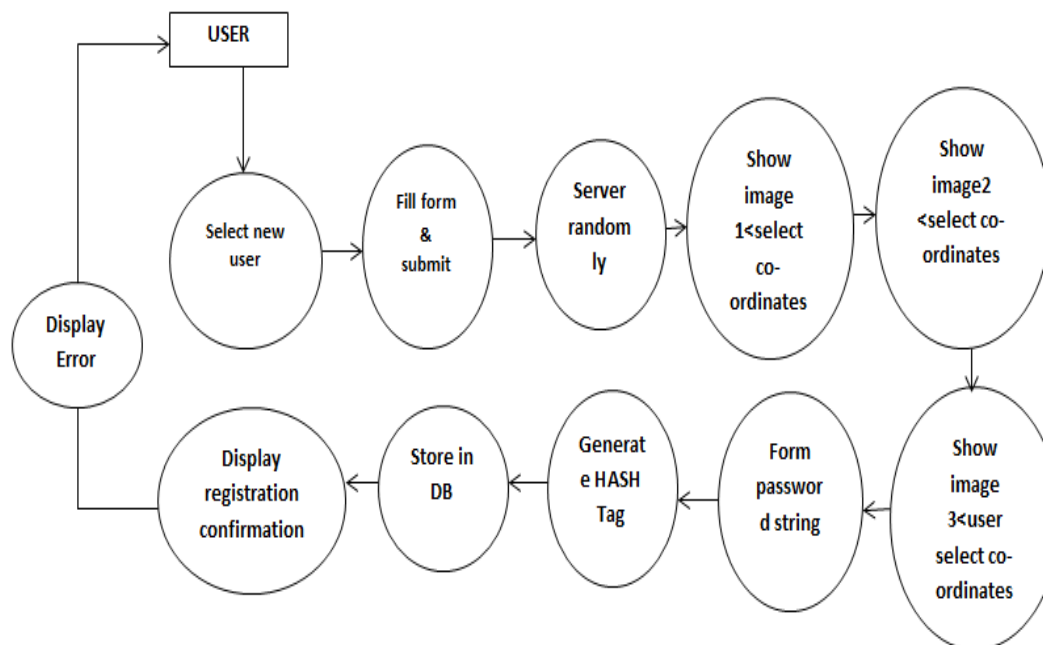 USER
Select new
user
Fill form
&
submit
Server
random
ly
Show
image
1<select
co-
ordinates
Show
image2
<select co-
ordinates
Show
image
3<user
select co-
ordinates
Form
passwor
d string
Generat
e HASH
Tag
Store in
DB
Display
registration
confirmation
Display
Error